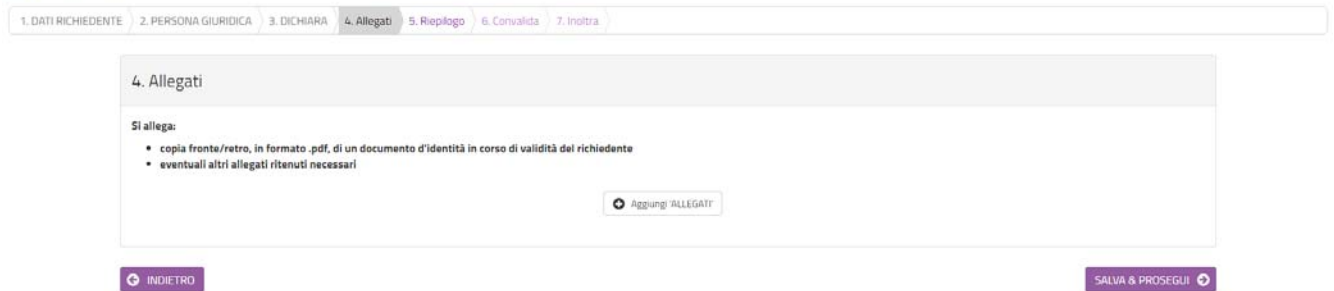 1. DATI RICHIEDENTE 2. PERSONA GIURIDICA 3. DICHIARA 4. Allegati 5. Riepilogo 6. Convalida 7. Inoltra
4. Allegati
Si allega:
• copia fronte/retro, in formato .pdf, di un documento d'identità in corso di validità del richiedente
• eventuali altri allegati ritenuti necessari
Aggiungi 'ALLEGATI'
INDIETRO SALVA & PROSEGUI